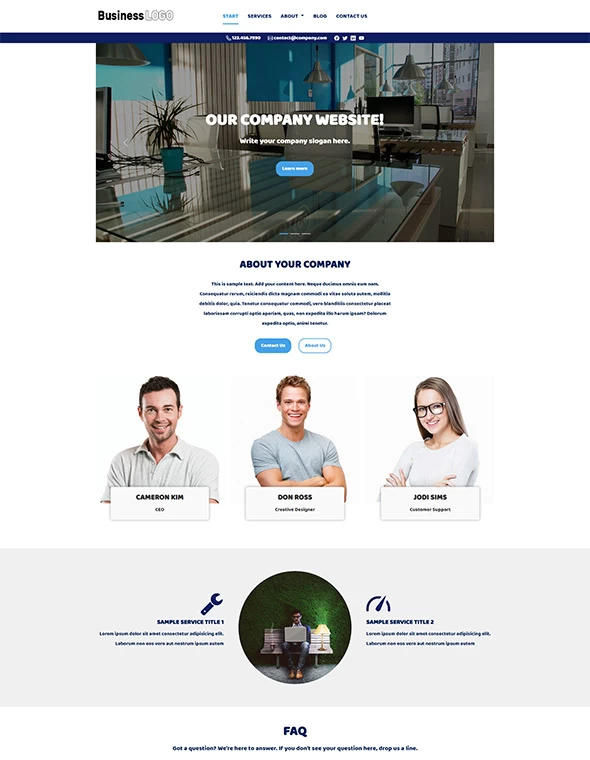 BusinessLOGO
START SERVICES ABOUT BLOG CONTACT US
123.456.7890 contact@company.com
OUR COMPANY WEBSITE!
Write your company slogan here.
Learn more
ABOUT YOUR COMPANY
This is sample text. Add your content here. Neque ducimus omnis eum nam.
Consequatur rerum, reiciendis dicta magnam commodi ea vitae soluta autem, mollitia
debitis dolor, quia. Tenetur consequatur commodi, vero blanditiis consectetur placeat
laboriosam corrupti optio aperiam, quas, non expedita illo harum ipsam? Dolorum
expedita optio, animi tenetur.
Contact Us About Us
CAMERON KIM
CEO
DON ROSS
Creative Designer
JODI SIMS
Customer Support
SAMPLE SERVICE TITLE 1
Lorem ipsum dolor sit amet consectetur adipisicing elit.
Laborum non eos vero aut nostrum ipsum autem
SAMPLE SERVICE TITLE 2
Lorem ipsum dolor sit amet consectetur adipisicing elit.
Laborum non eos vero aut nostrum ipsum autem
FAQ
Got a question? We're here to answer. If you don't see your question here, drop us a line.